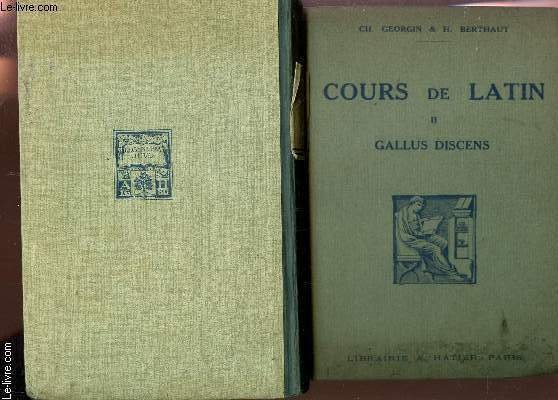 Le-livre.com
CH. GEORGIN & H. BERTHAUT
COURS DE LATIN
II
GALLUS DISCENS
LIBRAIRIE A. HATIER - PARIS
A H
Le-livre.com